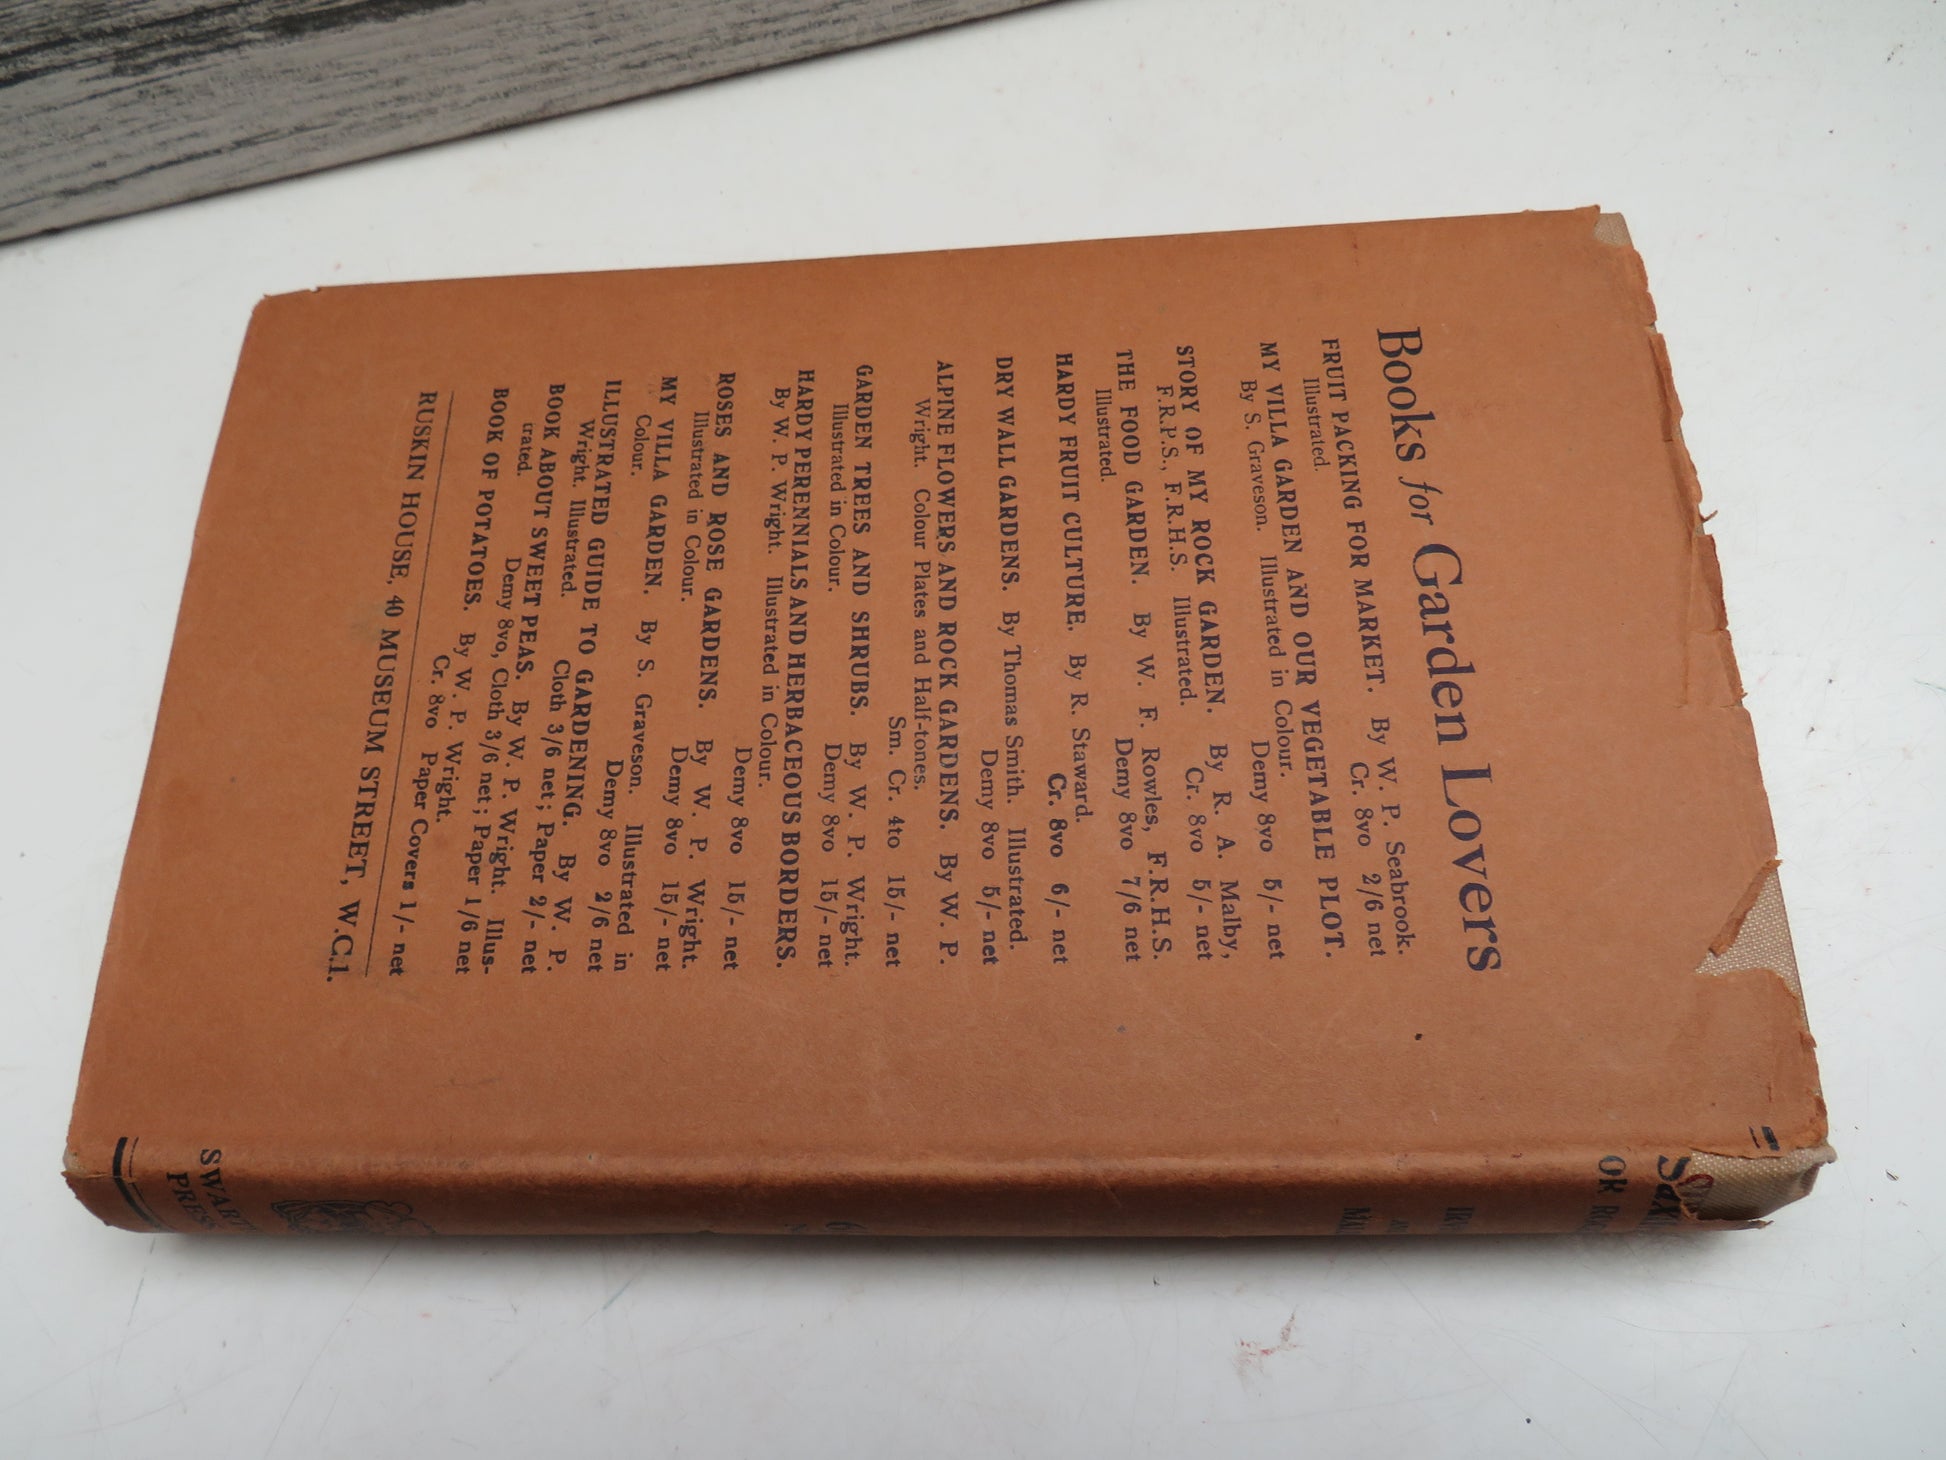 Books for Garden Lovers
FRUIT PACKING FOR MARKET. By W. P. Seabrook.
Illustrated. Cr. 8vo 2/6 net
MY VILLA GARDEN AND OUR VEGETABLE PLOT.
By S. Graveson. Illustrated in Colour. Demy 8vo 5/- net
STORY OF MY ROCK GARDEN. By R. A. Malby,
F.R.P.S., F.R.H.S. Illustrated. Cr. 8vo 5/- net
THE FOOD GARDEN. By W. F. Rowles, F.R.H.S.
Illustrated. Demy 8vo 7/6 net
HARDY FRUIT CULTURE. By R. Staward.
Cr. 8vo 6/- net
DRY WALL GARDENS. By Thomas Smith. Illustrated.
Demy 8vo 5/- net
ALPINE FLOWERS AND ROCK GARDENS. By W. P.
Wright. Colour Plates and Half-tones.
Sm. Cr. 4to 15/- net
GARDEN TREES AND SHRUBS. By W. P. Wright.
Illustrated in Colour. Demy 8vo 15/- net
HARDY PERENNIALS AND HERBACEOUS BORDERS.
By W. P. Wright. Illustrated in Colour.
Demy 8vo 15/- net
ROSES AND ROSE GARDENS. By W. P. Wright.
Illustrated in Colour. Demy 8vo 15/- net
MY VILLA GARDEN. By S. Graveson. Illustrated in
Colour. Demy 8vo 2/6 net
ILLUSTRATED GUIDE TO GARDENING. By W. P.
Wright. Illustrated. Cloth 3/6 net; Paper 2/- net
BOOK ABOUT SWEET PEAS. By W. P. Wright. Illus-
trated. Demy 8vo, Cloth 3/6 net; Paper 1/6 net
BOOK OF POTATOES. By W. P. Wright.
Cr. 8vo Paper Covers 1/- net
RUSKIN HOUSE, 40 MUSEUM STREET, W.C.1.
OR
PRESS